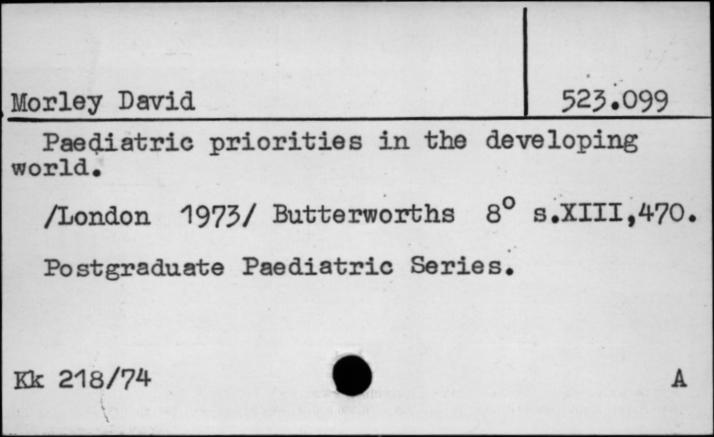 Morley David 523.099
Paediatric priorities in the developing
world.
/London 1973/ Butterworths 8° s.XIII,470.
Postgraduate Paediatric Series.
Kk 218/74 A